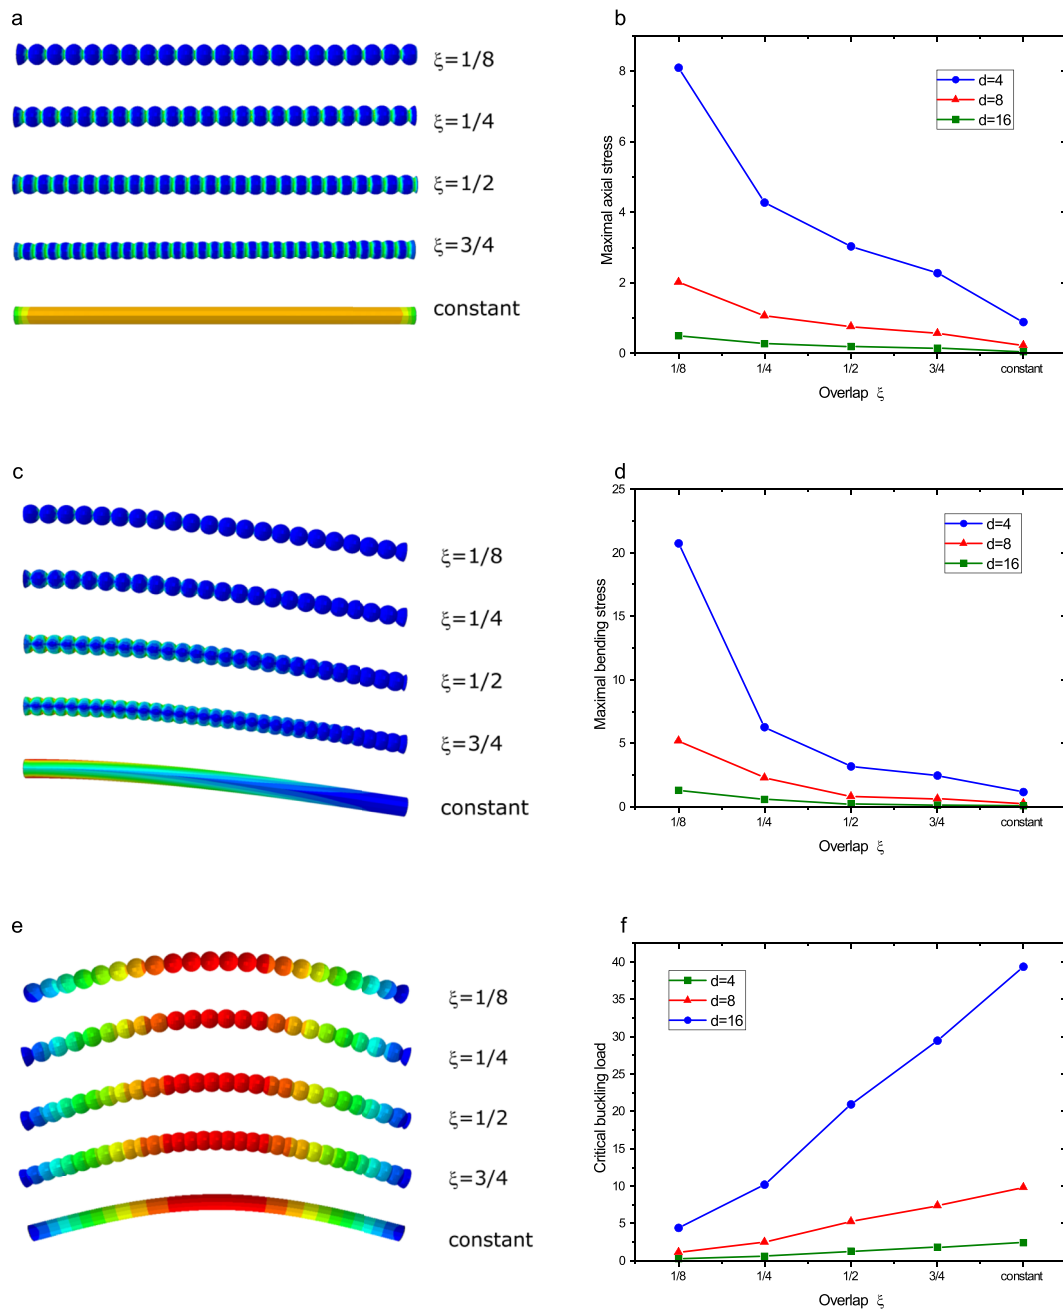 a
ξ=1/8
ξ=1/4
ξ=1/2
ξ=3/4
constant
b
Maximal axial stress
8
6
4
2
0
d=4
d=8
d=16
1/8 1/4 1/2 3/4 constant
Overlap ξ
c
ξ=1/8
ξ=1/4
ξ=1/2
ξ=3/4
constant
d
Maximal bending stress
25
20
15
10
5
0
d=4
d=8
d=16
1/8 1/4 1/2 3/4 constant
Overlap ξ
e
ξ=1/8
ξ=1/4
ξ=1/2
ξ=3/4
constant
f
Critical buckling load
40
35
30
25
20
15
10
5
0
d=4
d=8
d=16
1/8 1/4 1/2 3/4 constant
Overlap ξ